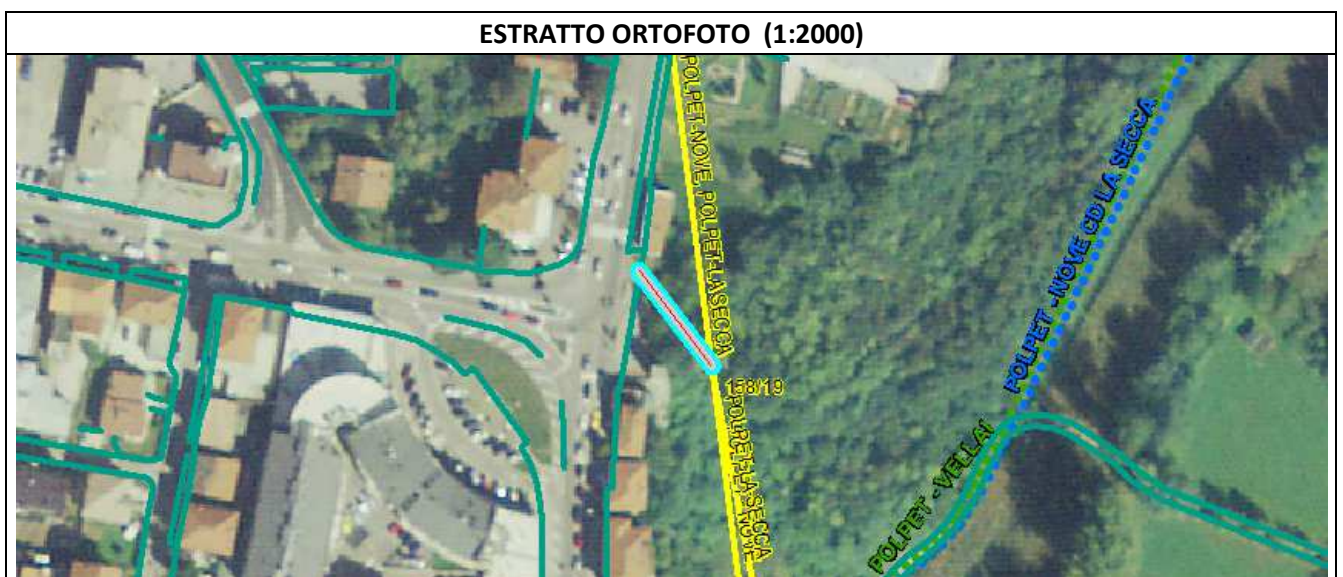 ESTRATTO ORTOFOTO (1:2000)
POLPET-NOVE POLPET-LA SECCA
POLPET - NOVE CD LA SECCA
158/19
POLPET - VELLAI
POLPET-LA SECCA